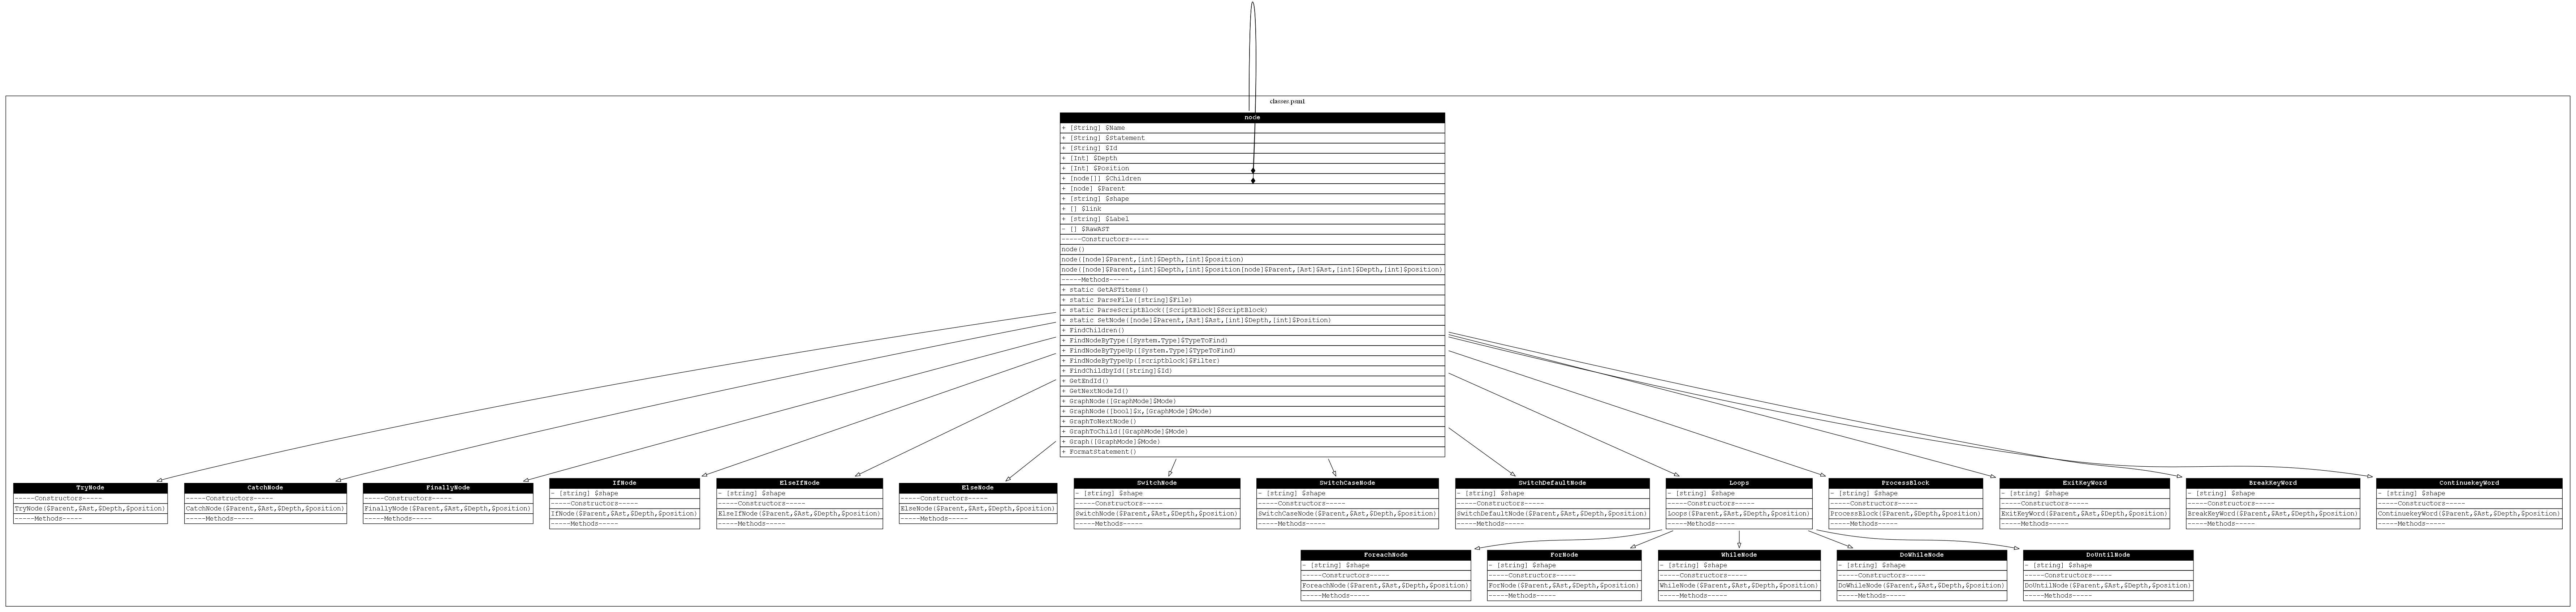 classes.psm1
node
+ [String] $Name
+ [String] $Statement
+ [String] $Id
+ [Int] $Depth
+ [Int] $Position
+ [node[]] $Children
+ [node] $Parent
+ [string] $shape
+ [] $link
+ [string] $Label
- [] $RawAST
-----Constructors-----
node()
node([node]$Parent,[int]$Depth,[int]$position)
node([node]$Parent,[int]$Depth,[int]$position[node]$Parent,[Ast]$Ast,[int]$Depth,[int]$position)
-----Methods-----
+ static GetASTitems()
+ static ParseFile([string]$File)
+ static ParseScriptBlock([ScriptBlock]$ScriptBlock)
+ static SetNode([node]$Parent,[Ast]$Ast,[int]$Depth,[int]$Position)
+ FindChildren()
+ FindNodeByType([System.Type]$TypeToFind)
+ FindNodeByTypeUp([System.Type]$TypeToFind)
+ FindNodeByTypeUp([scriptblock]$Filter)
+ FindChildbyId([string]$Id)
+ GetEndId()
+ GetNextNodeId()
+ GraphNode([GraphMode]$Mode)
+ GraphNode([bool]$x,[GraphMode]$Mode)
+ GraphToNextNode()
+ GraphToChild([GraphMode]$Mode)
+ Graph([GraphMode]$Mode)
+ FormatStatement()
TryNode
-----Constructors-----
TryNode($Parent,$Ast,$Depth,$position)
-----Methods-----
CatchNode
-----Constructors-----
CatchNode($Parent,$Ast,$Depth,$position)
-----Methods-----
FinallyNode
-----Constructors-----
FinallyNode($Parent,$Ast,$Depth,$position)
-----Methods-----
IfNode
- [string] $shape
-----Constructors-----
IfNode($Parent,$Ast,$Depth,$position)
-----Methods-----
ElseIfNode
- [string] $shape
-----Constructors-----
ElseIfNode($Parent,$Ast,$Depth,$position)
-----Methods-----
ElseNode
-----Constructors-----
ElseNode($Parent,$Ast,$Depth,$position)
-----Methods-----
SwitchNode
- [string] $shape
-----Constructors-----
SwitchNode($Parent,$Ast,$Depth,$position)
-----Methods-----
SwitchCaseNode
- [string] $shape
-----Constructors-----
SwitchCaseNode($Parent,$Ast,$Depth,$position)
-----Methods-----
SwitchDefaultNode
- [string] $shape
-----Constructors-----
SwitchDefaultNode($Parent,$Ast,$Depth,$position)
-----Methods-----
Loops
- [string] $shape
-----Constructors-----
Loops($Parent,$Ast,$Depth,$position)
-----Methods-----
ProcessBlock
- [string] $shape
-----Constructors-----
ProcessBlock($Parent,$Ast,$Depth,$position)
-----Methods-----
ExitKeyWord
- [string] $shape
-----Constructors-----
ExitKeyWord($Parent,$Ast,$Depth,$position)
-----Methods-----
BreakKeyWord
- [string] $shape
-----Constructors-----
BreakKeyWord($Parent,$Ast,$Depth,$position)
-----Methods-----
ContinuekeyWord
- [string] $shape
-----Constructors-----
ContinuekeyWord($Parent,$Ast,$Depth,$position)
-----Methods-----
ForeachNode
- [string] $shape
-----Constructors-----
ForeachNode($Parent,$Ast,$Depth,$position)
-----Methods-----
ForNode
- [string] $shape
-----Constructors-----
ForNode($Parent,$Ast,$Depth,$position)
-----Methods-----
WhileNode
- [string] $shape
-----Constructors-----
WhileNode($Parent,$Ast,$Depth,$position)
-----Methods-----
DoWhileNode
- [string] $shape
-----Constructors-----
DoWhileNode($Parent,$Ast,$Depth,$position)
-----Methods-----
DoUntilNode
- [string] $shape
-----Constructors-----
DoUntilNode($Parent,$Ast,$Depth,$position)
-----Methods-----